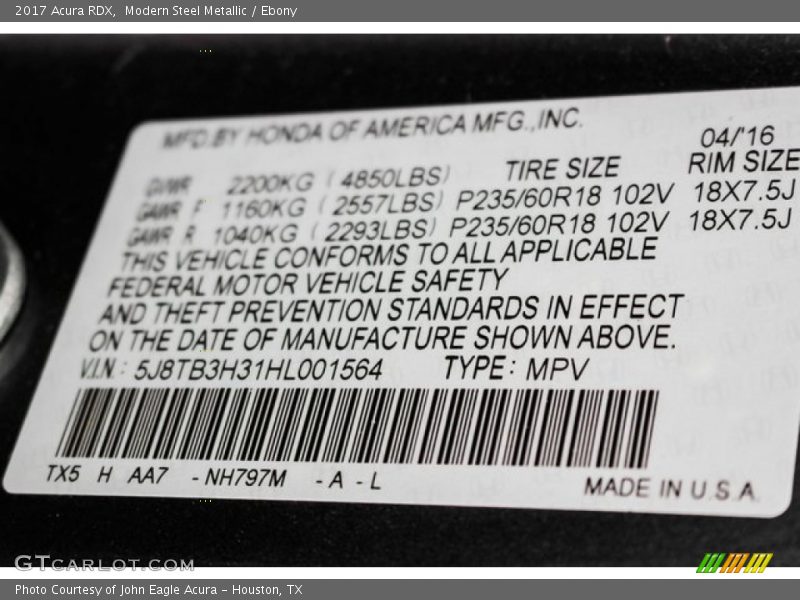 2017 Acura RDX, Modern Steel Metallic / Ebony
MFD.BY HONDA OF AMERICA MFG.,INC.
04/'16
GVWR 2200KG ( 4850LBS) TIRE SIZE RIM SIZE
GAWR F 1160KG ( 2557LBS) P235/60R18 102V 18X7.5J
GAWR R 1040KG ( 2293LBS) P235/60R18 102V 18X7.5J
THIS VEHICLE CONFORMS TO ALL APPLICABLE
FEDERAL MOTOR VEHICLE SAFETY
AND THEFT PREVENTION STANDARDS IN EFFECT
ON THE DATE OF MANUFACTURE SHOWN ABOVE.
V.I.N : 5J8TB3H31HL001564 TYPE: MPV
TX5 H AA7 - NH797M - A - L
MADE IN U.S.A.
GTCARLOT.COM
Photo Courtesy of John Eagle Acura - Houston, TX